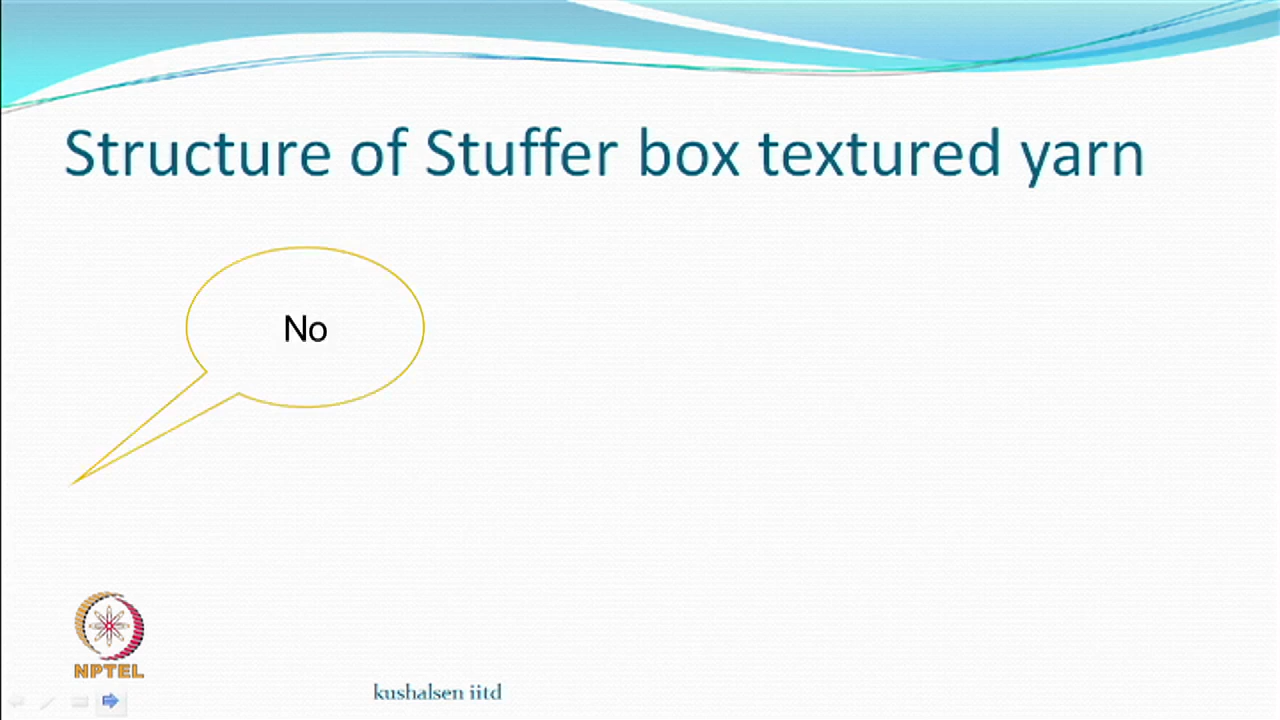 Structure of Stuffer box textured yarn
No
NPTEL
kushalsen iitd